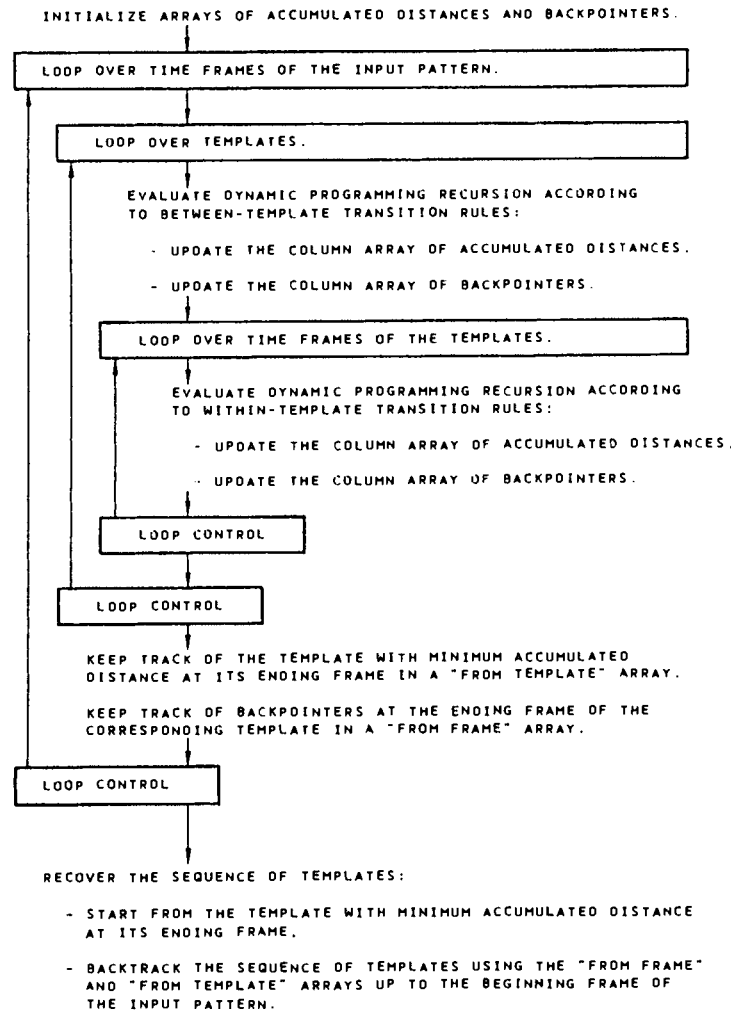 INITIALIZE ARRAYS OF ACCUMULATED DISTANCES AND BACKPOINTERS.
LOOP OVER TIME FRAMES OF THE INPUT PATTERN.
LOOP OVER TEMPLATES.
EVALUATE DYNAMIC PROGRAMMING RECURSION ACCORDING
TO BETWEEN-TEMPLATE TRANSITION RULES:
- UPDATE THE COLUMN ARRAY OF ACCUMULATED DISTANCES.
- UPDATE THE COLUMN ARRAY OF BACKPOINTERS.
LOOP OVER TIME FRAMES OF THE TEMPLATES.
EVALUATE DYNAMIC PROGRAMMING RECURSION ACCORDING
TO WITHIN-TEMPLATE TRANSITION RULES:
- UPDATE THE COLUMN ARRAY OF ACCUMULATED DISTANCES.
- UPDATE THE COLUMN ARRAY OF BACKPOINTERS.
LOOP CONTROL
LOOP CONTROL
KEEP TRACK OF THE TEMPLATE WITH MINIMUM ACCUMULATED
DISTANCE AT ITS ENDING FRAME IN A "FROM TEMPLATE" ARRAY.
KEEP TRACK OF BACKPOINTERS AT THE ENDING FRAME OF THE
CORRESPONDING TEMPLATE IN A "FROM FRAME" ARRAY.
LOOP CONTROL
RECOVER THE SEQUENCE OF TEMPLATES:
- START FROM THE TEMPLATE WITH MINIMUM ACCUMULATED DISTANCE
AT ITS ENDING FRAME.
- BACKTRACK THE SEQUENCE OF TEMPLATES USING THE "FROM FRAME"
AND "FROM TEMPLATE" ARRAYS UP TO THE BEGINNING FRAME OF
THE INPUT PATTERN.